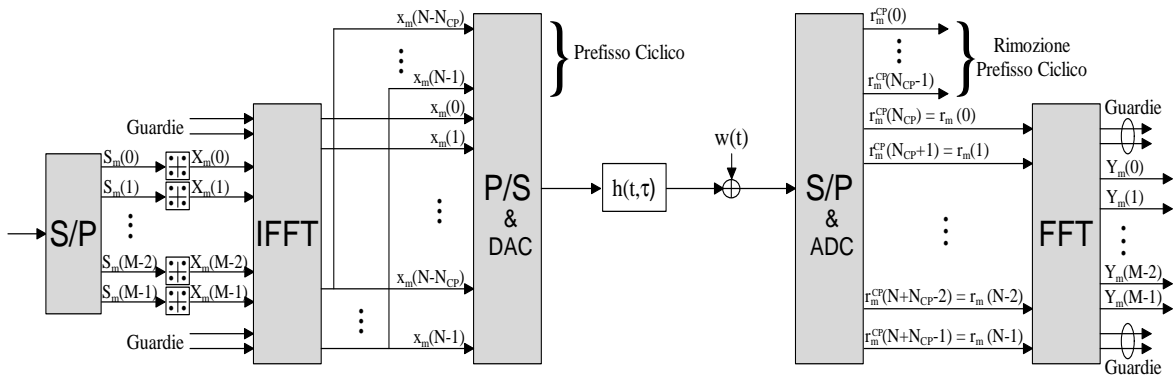 x_m(N-N_CP)
x_m(N-1)
x_m(0)
x_m(1)
x_m(N-N_CP)
x_m(N-1)
Prefisso Ciclico
Guardie
S_m(0)
X_m(0)
S_m(1)
X_m(1)
S_m(M-2)
X_m(M-2)
S_m(M-1)
X_m(M-1)
Guardie
S/P
IFFT
P/S
&
DAC
h(t,τ)
w(t)
S/P
&
ADC
r_m^CP(0)
r_m^CP(N_CP-1)
Rimozione
Prefisso Ciclico
r_m^CP(N_CP) = r_m (0)
r_m^CP(N_CP+1) = r_m(1)
r_m^CP(N+N_CP-2) = r_m (N-2)
r_m^CP(N+N_CP-1) = r_m (N-1)
FFT
Guardie
Y_m(0)
Y_m(1)
Y_m(M-2)
Y_m(M-1)
Guardie